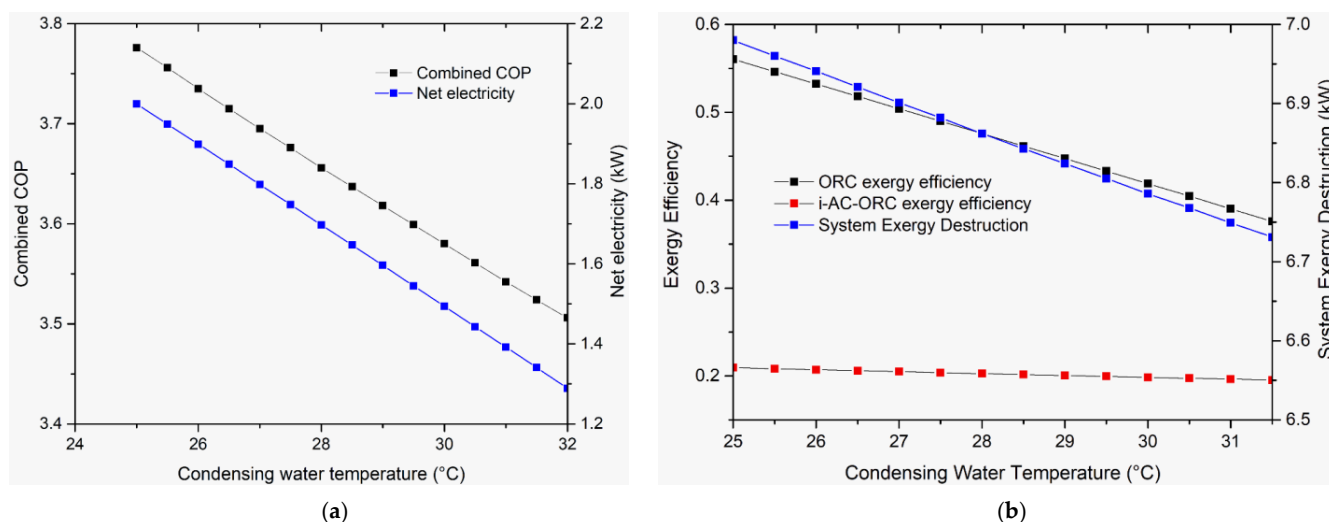 3.8
3.7
3.6
3.5
3.4
Combined COP
24
26
28
30
32
Condensing water temperature (°C)
2.2
2.0
1.8
1.6
1.4
1.2
Net electricity (kW)
Combined COP
Net electricity
(a)
0.6
0.5
0.4
0.3
0.2
Exergy Efficiency
25
26
27
28
29
30
31
Condensing Water Temperature (°C)
7.0
6.9
6.8
6.7
6.6
6.5
System Exergy Destruction (kW)
ORC exergy efficiency
i-AC-ORC exergy efficiency
System Exergy Destruction
(b)